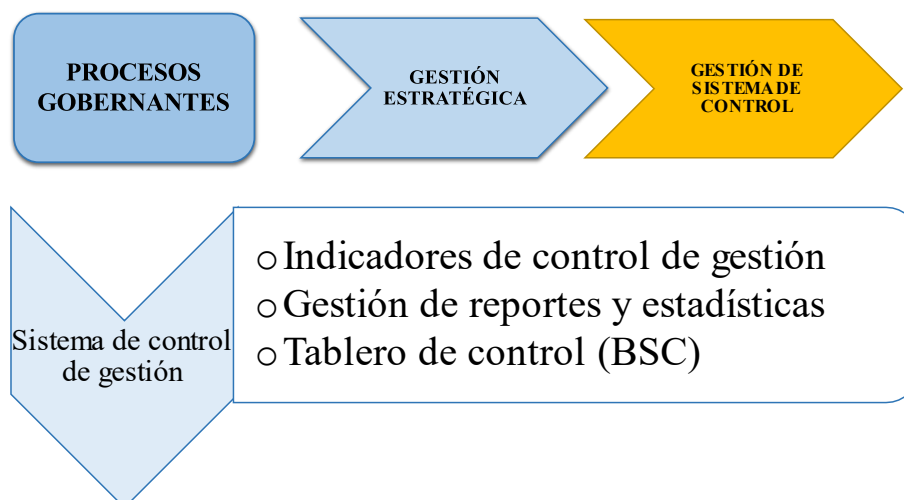 PROCESOS
GOBERNANTES
GESTIÓN
ESTRATÉGICA
GESTIÓN DE
SISTEMA DE
CONTROL
Sistema de control
de gestión
o Indicadores de control de gestión
o Gestión de reportes y estadísticas
o Tablero de control (BSC)